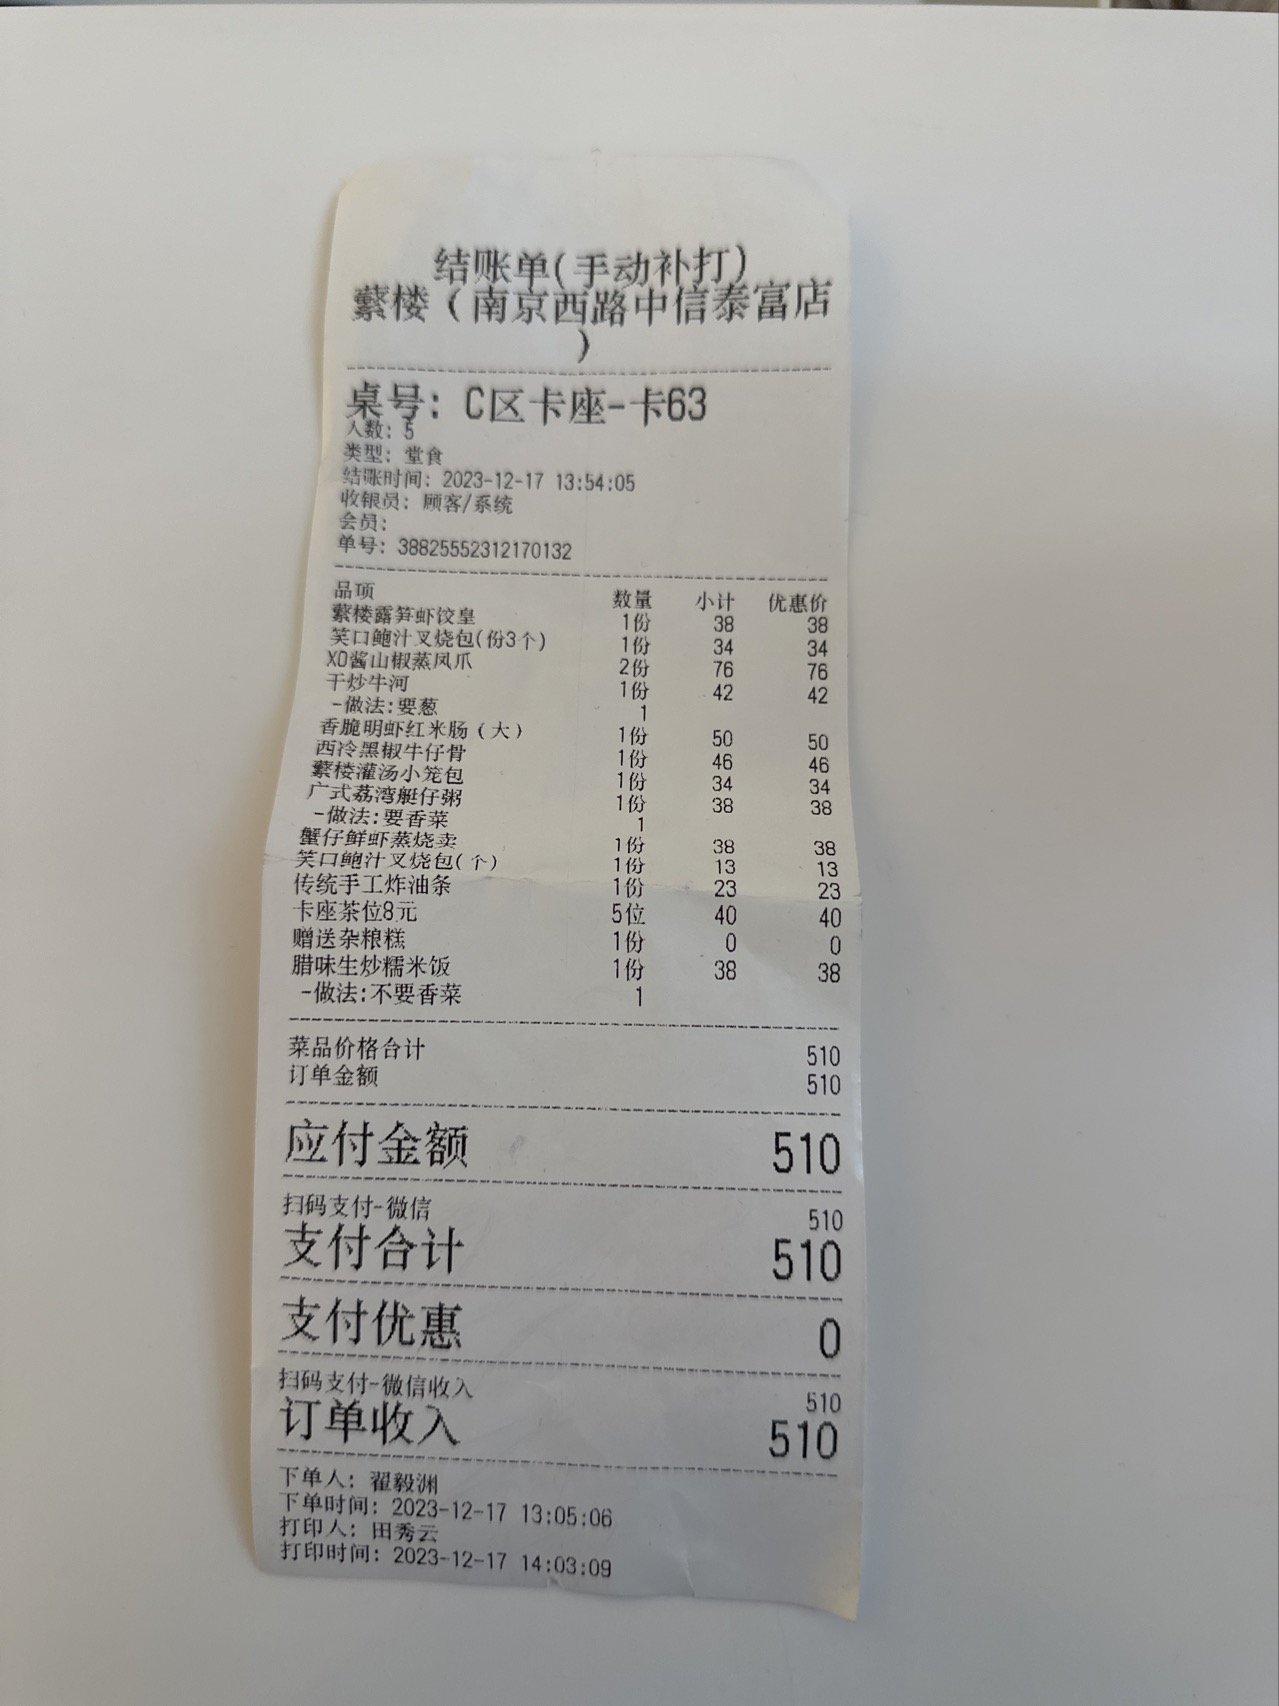 结账单(手动补打)
蘩楼（南京西路中信泰富店
）
桌号: C区卡座-卡63
人数: 5
类型: 堂食
结账时间: 2023-12-17 13:54:05
收银员: 顾客/系统
会员:
单号: 38825552312170132
品项 数量 小计 优惠价
蘩楼露笋虾饺皇 1份 38 38
笑口鲍汁叉烧包(份3个) 1份 34 34
XO酱山椒蒸凤爪 2份 76 76
干炒牛河 1份 42 42
-做法:要葱 1
香脆明虾红米肠（大） 1份 50 50
西冷黑椒牛仔骨 1份 46 46
蘩楼灌汤小笼包 1份 34 34
广式荔湾艇仔粥 1份 38 38
-做法:要香菜 1
蟹仔鲜虾蒸烧卖 1份 38 38
笑口鲍汁叉烧包(个) 1份 13 13
传统手工炸油条 1份 23 23
卡座茶位8元 5位 40 40
赠送杂粮糕 1份 0 0
腊味生炒糯米饭 1份 38 38
-做法:不要香菜 1
菜品价格合计 510
订单金额 510
应付金额 510
扫码支付-微信 510
支付合计 510
支付优惠 0
扫码支付-微信收入 510
订单收入 510
下单人: 翟毅渊
下单时间: 2023-12-17 13:05:06
打印人: 田秀云
打印时间: 2023-12-17 14:03:09